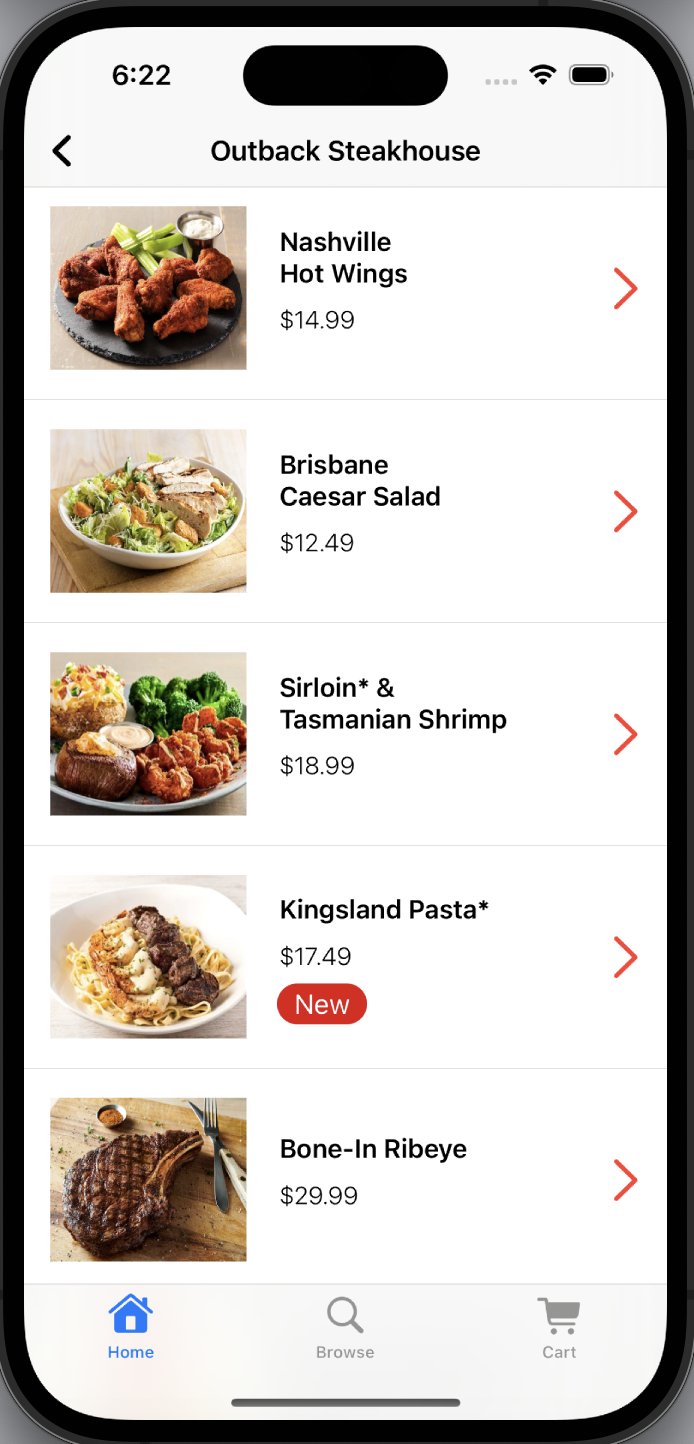 6:22
Outback Steakhouse
Nashville
Hot Wings
$14.99
Brisbane
Caesar Salad
$12.49
Sirloin* &
Tasmanian Shrimp
$18.99
Kingsland Pasta*
$17.49
New
Bone-In Ribeye
$29.99
Home
Browse
Cart